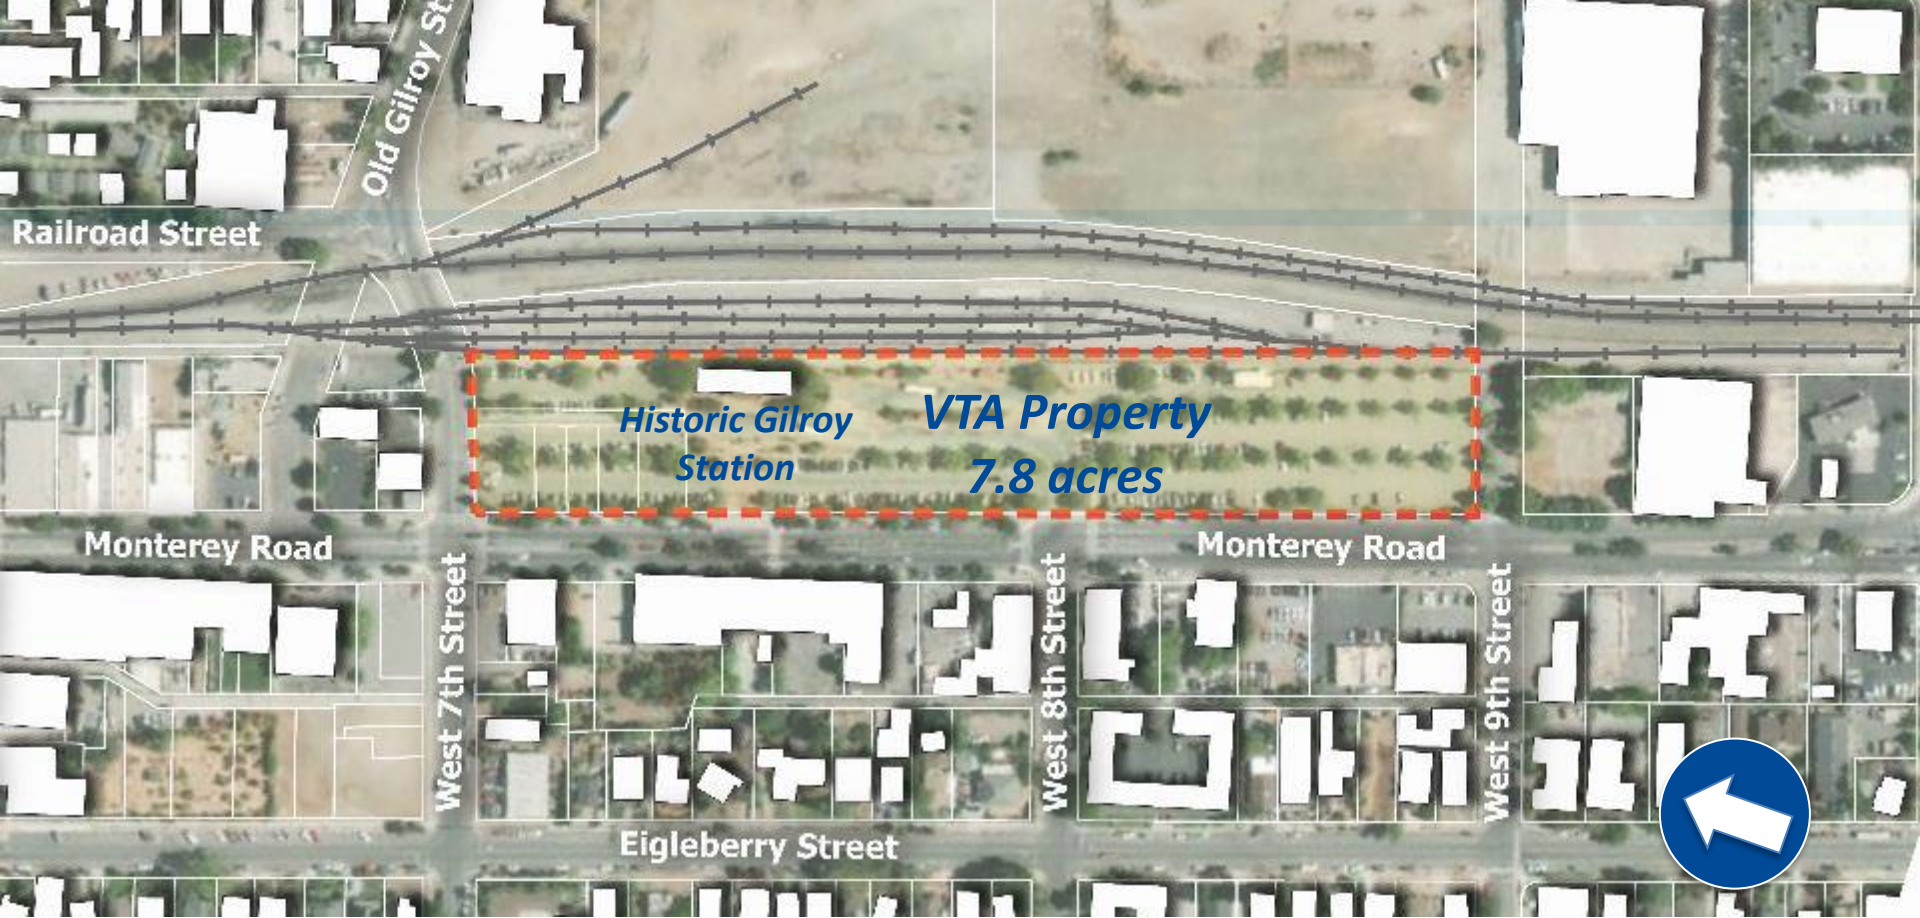 Old Gilroy St.
Railroad Street
Historic Gilroy
Station
VTA Property
7.8 acres
Monterey Road
Monterey Road
West 7th Street
West 8th Street
West 9th Street
Eigleberry Street